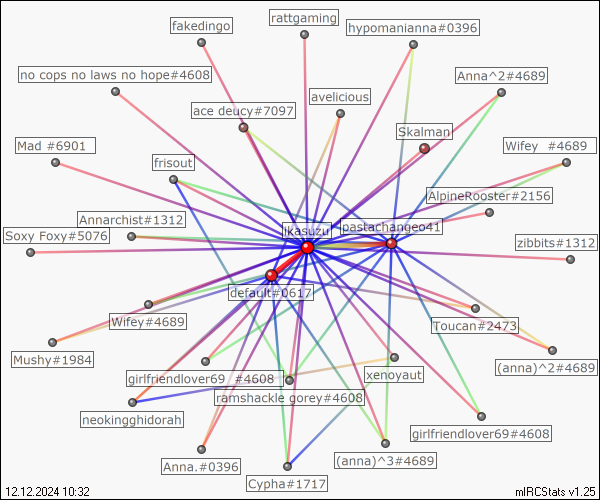 rattgaming
fakedingo
hypomanianna#0396
no cops no laws no hope#4608
Anna^2#4689
avelicious
ace deucy#7097
Skalman
Mad #6901
Wifey #4689
frisout
AlpineRooster#2156
Annarchist#1312
jkasuzu
pastachangeo41
Soxy Foxy#5076
zibbits#1312
default#0617
Wifey#4689
Toucan#2473
Mushy#1984
(anna)^2#4689
girlfriendlover69_#4608
xenoyaut
ramshackle gorey#4608
neokingghidorah
girlfriendlover69#4608
(anna)^3#4689
Anna.#0396
Cypha#1717
12.12.2024 10:32
mIRCStats v1.25